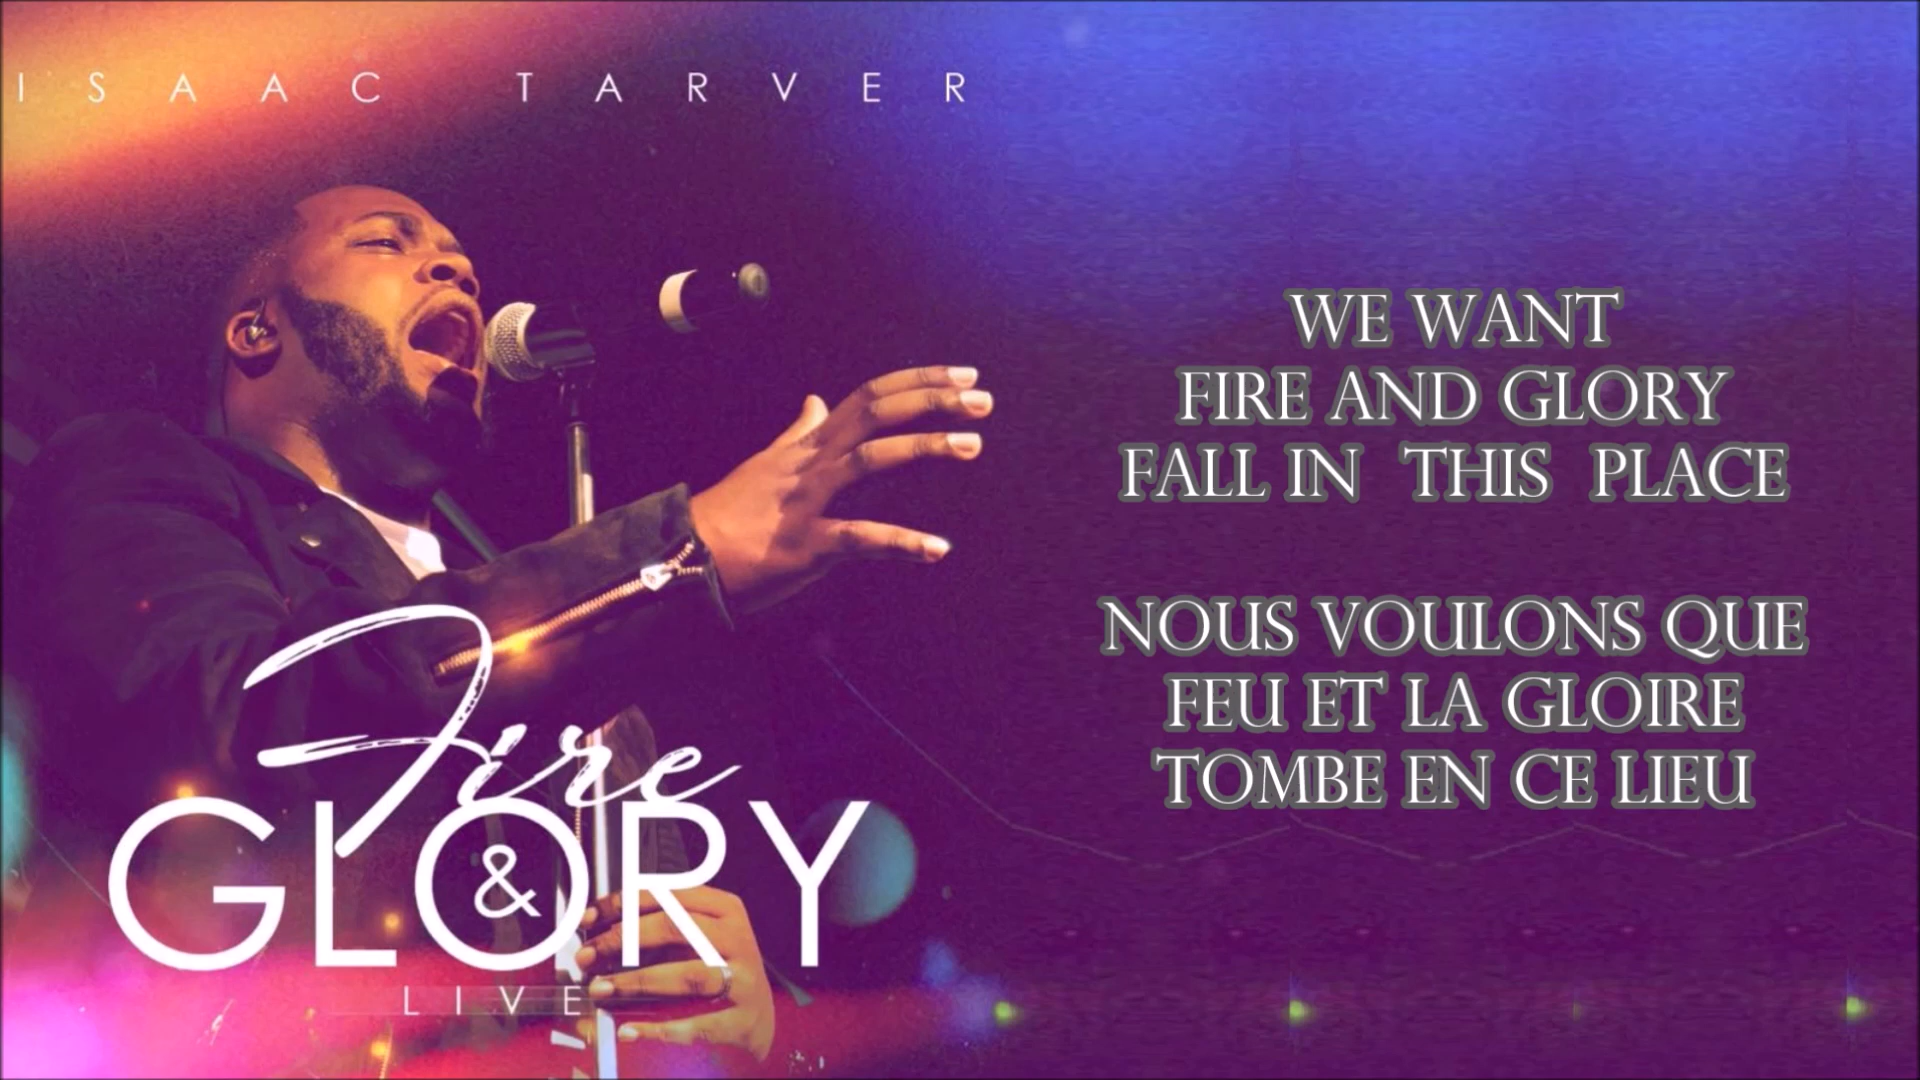 ISAAC TARVER
WE WANT
FIRE AND GLORY
FALL IN THIS PLACE
NOUS VOULONS QUE
FEU ET LA GLOIRE
TOMBE EN CE LIEU
Fire
&
GLORY
LIVE